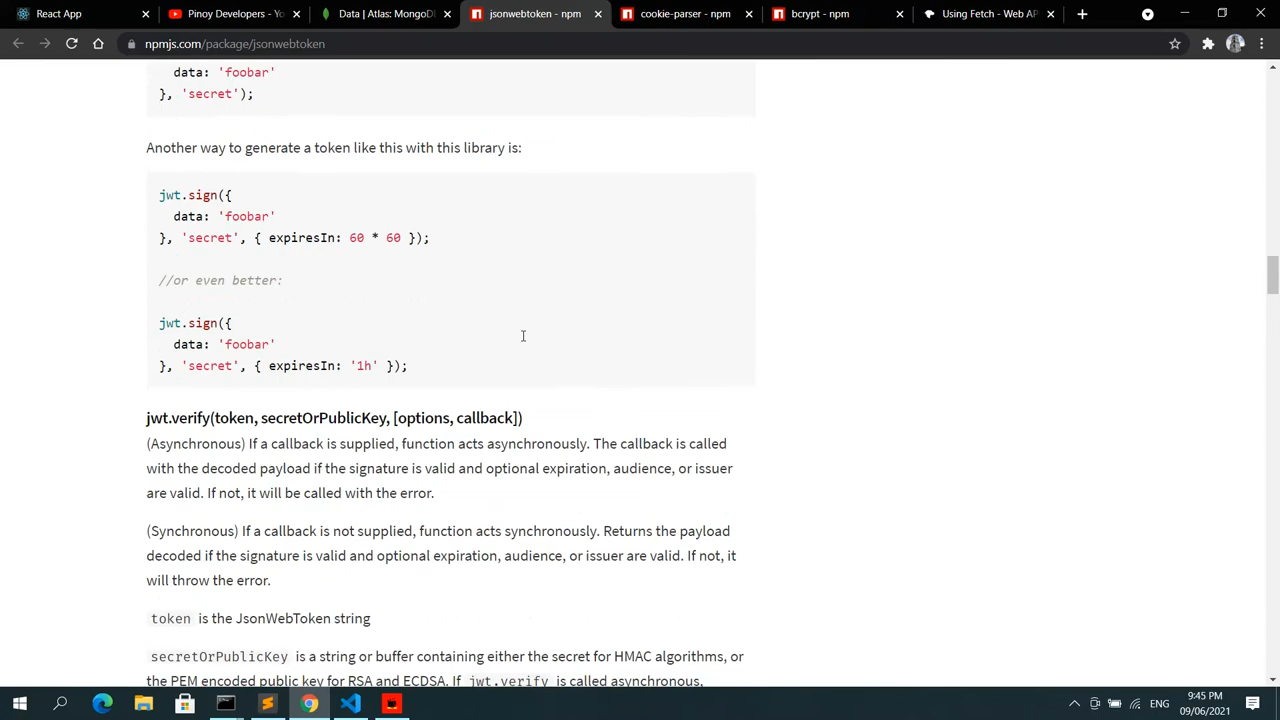 React App
Pinoy Developers - Y
Data | Atlas: MongoD
jsonwebtoken - npm
cookie-parser - npm
bcrypt - npm
Using Fetch - Web AP
npmjs.com/package/jsonwebtoken
data: 'foobar'
}, 'secret');
Another way to generate a token like this with this library is:
jwt.sign({
data: 'foobar'
}, 'secret', { expiresIn: 60 * 60 });
//or even better:
jwt.sign({
data: 'foobar'
}, 'secret', { expiresIn: '1h' });
jwt.verify(token, secretOrPublicKey, [options, callback])
(Asynchronous) If a callback is supplied, function acts asynchronously. The callback is called
with the decoded payload if the signature is valid and optional expiration, audience, or issuer
are valid. If not, it will be called with the error.
(Synchronous) If a callback is not supplied, function acts synchronously. Returns the payload
decoded if the signature is valid and optional expiration, audience, or issuer are valid. If not, it
will throw the error.
token is the JsonWebToken string
secretOrPublicKey is a string or buffer containing either the secret for HMAC algorithms, or
the PEM encoded public key for RSA and ECDSA. If jwt.verify is called asynchronous,
ENG
9:45 PM
09/06/2021